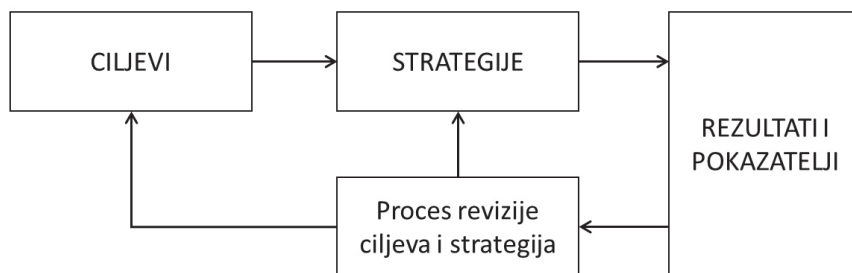 CILJEVI
STRATEGIJE
REZULTATI I
POKAZATELJI
Proces revizije
ciljeva i strategija